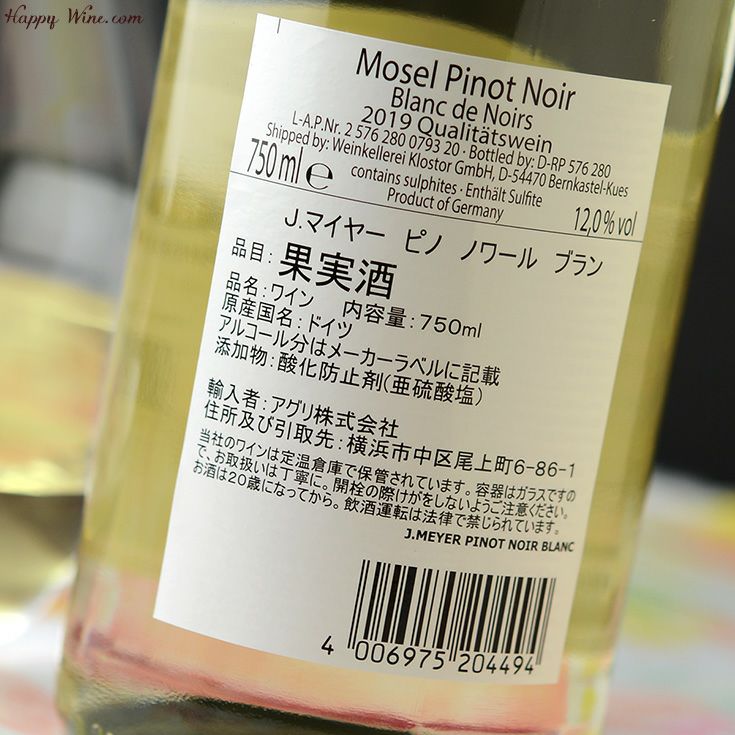 Happy Wine.com
Mosel Pinot Noir
Blanc de Noirs
2019 Qualitätswein
L-A.P.Nr. 2 576 280 0793 20 · Bottled by: D-RP 576 280
Shipped by: Weinkellerei Klostor GmbH, D-54470 Bernkastel-Kues
750 ml ℮ contains sulphites · Enthält Sulfite
Product of Germany 12,0 % vol
J.マイヤー ピノ ノワール ブラン
品目:果実酒
品名:ワイン 内容量:750ml
原産国名:ドイツ
アルコール分はメーカーラベルに記載
添加物:酸化防止剤(亜硫酸塩)
輸入者:アグリ株式会社
住所及び引取先:横浜市中区尾上町6-86-1
当社のワインは定温倉庫で保管されています。容器はガラスですの
で、お取扱いは丁寧に。開栓の際けがをしないようご注意ください。
お酒は20歳になってから。飲酒運転は法律で禁じられています。
J.MEYER PINOT NOIR BLANC
4 006975 204494